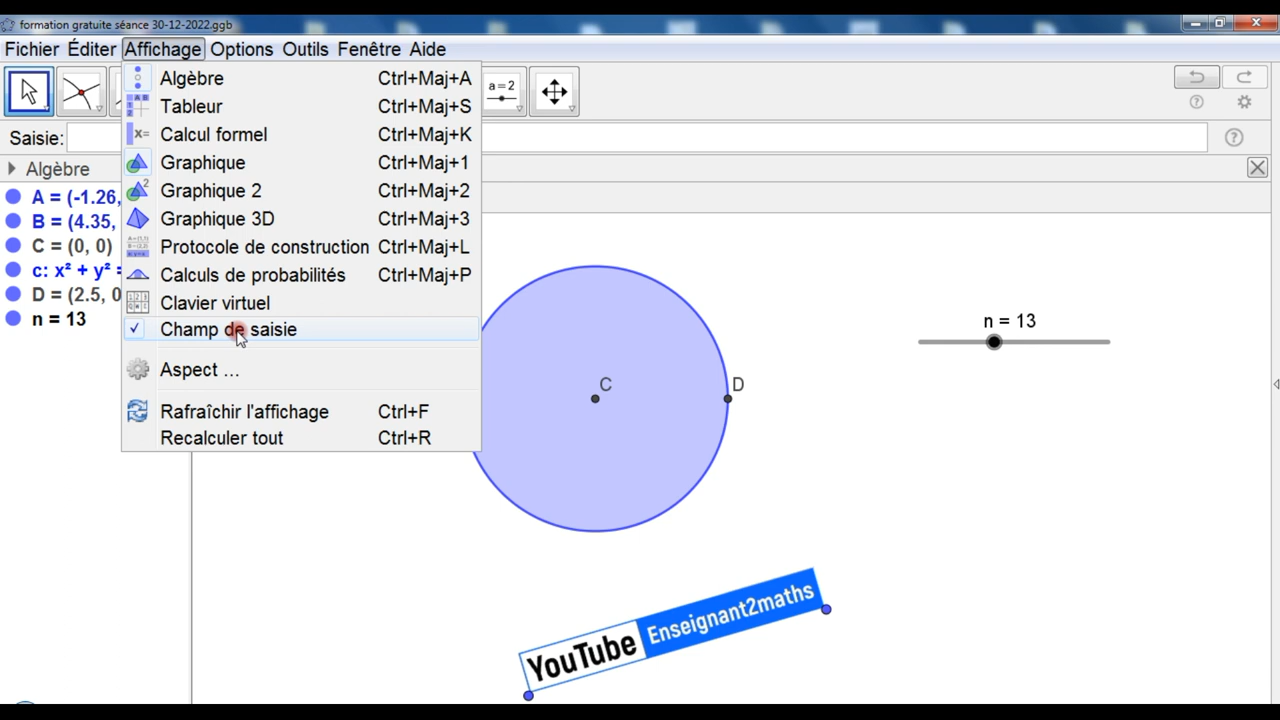 formation gratuite séance 30-12-2022.ggb
Fichier Éditer Affichage Options Outils Fenêtre Aide
a=2
Saisie:
Algèbre
A = (-1.26,
B = (4.35,
C = (0, 0)
c: x² + y² =
D = (2.5, 0
n = 13
Algèbre Ctrl+Maj+A
Tableur Ctrl+Maj+S
Calcul formel Ctrl+Maj+K
Graphique Ctrl+Maj+1
Graphique 2 Ctrl+Maj+2
Graphique 3D Ctrl+Maj+3
Protocole de construction Ctrl+Maj+L
Calculs de probabilités Ctrl+Maj+P
Clavier virtuel
Champ de saisie
Aspect ...
Rafraîchir l'affichage Ctrl+F
Recalculer tout Ctrl+R
n = 13
C
D
YouTube Enseignant2maths